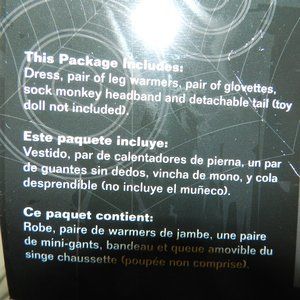 This Package Includes:
Dress, pair of leg warmers, pair of glovettes,
sock monkey headband and detachable tail (toy
doll not included).
Este paquete incluye:
Vestido, par de calentadores de pierna, un par
de guantes sin dedos, vincha de mono, y cola
desprendible (no incluye el muñeco).
Ce paquet contient:
Robe, paire de warmers de jambe, une paire
de mini-gants, bandeau et queue amovible du
singe chaussette (poupée non comprise).